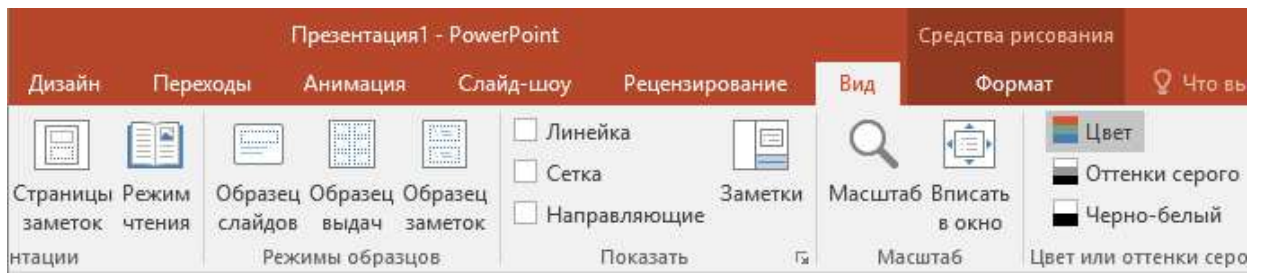 Презентация1 - PowerPoint
Средства рисования
Дизайн Переходы Анимация Слайд-шоу Рецензирование Вид Формат Что вы
Страницы заметок
Режим чтения
Образец слайдов
Образец выдач
Образец заметок
Линейка
Сетка
Направляющие
Заметки
Масштаб
Вписать в окно
Цвет
Оттенки серого
Черно-белый
нтации
Режимы образцов
Показать
Масштаб
Цвет или оттенки серо